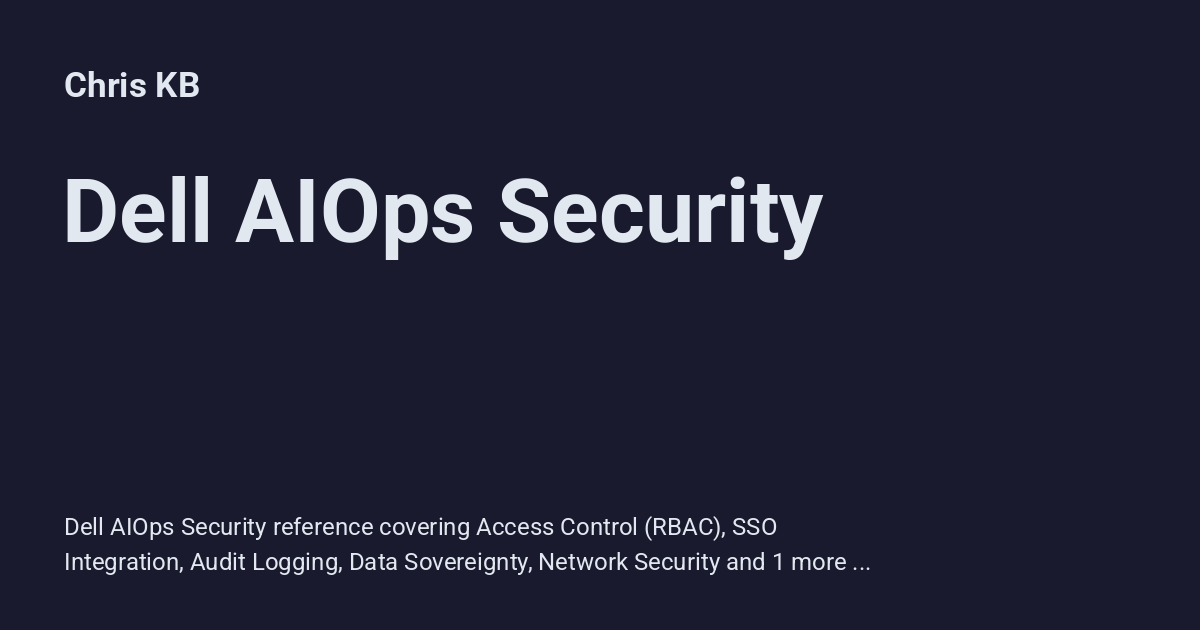 Chris KB
Dell AIOps Security
Dell AIOps Security reference covering Access Control (RBAC), SSO
Integration, Audit Logging, Data Sovereignty, Network Security and 1 more ...